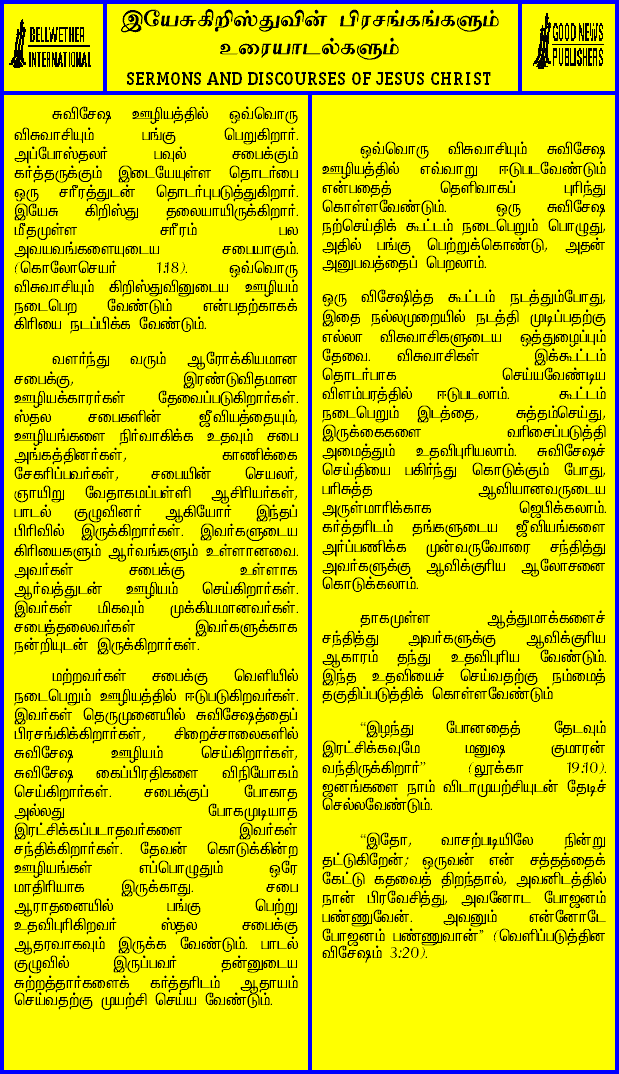 BELLWETHER
INTERNATIONAL
இயேசுகிறிஸ்துவின் பிரசங்கங்களும்
உரையாடல்களும்
SERMONS AND DISCOURSES OF JESUS CHRIST
GOOD NEWS
PUBLISHERS
சுவிசேஷ ஊழியத்தில் ஒவ்வொரு
விசுவாசியும் பங்கு பெறுகிறார்.
அப்போஸ்தலர் பவுல் சபைக்கும்
கர்த்தருக்கும் இடையேயுள்ள தொடர்பை
ஒரு சரீரத்துடன் தொடர்புபடுத்துகிறார்.
இயேசு கிறிஸ்து தலையாயிருக்கிறார்.
மீதமுள்ள சரீரம் பல
அவயவங்களையுடைய சபையாகும்.
(கொலோசெயர் 1:18). ஒவ்வொரு
விசுவாசியும் கிறிஸ்துவினுடைய ஊழியம்
நடைபெற வேண்டும் என்பதற்காகக்
கிரியை நடப்பிக்க வேண்டும்.
வளர்ந்து வரும் ஆரோக்கியமான
சபைக்கு, இரண்டுவிதமான
ஊழியக்காரர்கள் தேவைப்படுகிறார்கள்.
ஸ்தல சபைகளின் ஜீவியத்தையும்,
ஊழியங்களை நிர்வாகிக்க உதவும் சபை
அங்கத்தினர்கள், காணிக்கை
சேகரிப்பவர்கள், சபையின் செயலர்,
ஞாயிறு வேதாகமப்பள்ளி ஆசிரியர்கள்,
பாடல் குழுவினர் ஆகியோர் இந்தப்
பிரிவில் இருக்கிறார்கள். இவர்களுடைய
கிரியைகளும் ஆர்வங்களும் உள்ளானவை.
அவர்கள் சபைக்கு உள்ளாக
ஆர்வத்துடன் ஊழியம் செய்கிறார்கள்.
இவர்கள் மிகவும் முக்கியமானவர்கள்.
சபைத்தலைவர்கள் இவர்களுக்காக
நன்றியுடன் இருக்கிறார்கள்.
மற்றவர்கள் சபைக்கு வெளியில்
நடைபெறும் ஊழியத்தில் ஈடுபடுகிறவர்கள்.
இவர்கள் தெருமுனையில் சுவிசேஷத்தைப்
பிரசங்கிக்கிறார்கள், சிறைச்சாலைகளில்
சுவிசேஷ ஊழியம் செய்கிறார்கள்,
சுவிசேஷ கைப்பிரதிகளை விநியோகம்
செய்கிறார்கள். சபைக்குப் போகாத
அல்லது போகமுடியாத
இரட்சிக்கப்படாதவர்களை இவர்கள்
சந்திக்கிறார்கள். தேவன் கொடுக்கின்ற
ஊழியங்கள் எப்பொழுதும் ஒரே
மாதிரியாக இருக்காது. சபை
ஆராதனையில் பங்கு பெற்று
உதவிபுரிகிறவர் ஸ்தல சபைக்கு
ஆதரவாகவும் இருக்க வேண்டும். பாடல்
குழுவில் இருப்பவர் தன்னுடைய
சுற்றத்தார்களைக் கர்த்தரிடம் ஆதாயம்
செய்வதற்கு முயற்சி செய்ய வேண்டும்.
ஒவ்வொரு விசுவாசியும் சுவிசேஷ
ஊழியத்தில் எவ்வாறு ஈடுபடவேண்டும்
என்பதைத் தெளிவாகப் புரிந்து
கொள்ளவேண்டும். ஒரு சுவிசேஷ
நற்செய்திக் கூட்டம் நடைபெறும் பொழுது,
அதில் பங்கு பெற்றுக்கொண்டு, அதன்
அனுபவத்தைப் பெறலாம்.
ஒரு விசேஷித்த கூட்டம் நடத்தும்போது,
இதை நல்லமுறையில் நடத்தி முடிப்பதற்கு
எல்லா விசுவாசிகளுடைய ஒத்துழைப்பும்
தேவை. விசுவாசிகள் இக்கூட்டம்
தொடர்பாக செய்யவேண்டிய
விளம்பரத்தில் ஈடுபடலாம். கூட்டம்
நடைபெறும் இடத்தை, சுத்தம்செய்து,
இருக்கைகளை வரிசைப்படுத்தி
அமைத்தும் உதவிபுரியலாம். சுவிசேஷச்
செய்தியை பகிர்ந்து கொடுக்கும் போது,
பரிசுத்த ஆவியானவருடைய
அருள்மாரிக்காக ஜெபிக்கலாம்.
கர்த்தரிடம் தங்களுடைய ஜீவியங்களை
அர்ப்பணிக்க முன்வருவோரை சந்தித்து
அவர்களுக்கு ஆவிக்குரிய ஆலோசனை
கொடுக்கலாம்.
தாகமுள்ள ஆத்துமாக்களைச்
சந்தித்து அவர்களுக்கு ஆவிக்குரிய
ஆகாரம் தந்து உதவிபுரிய வேண்டும்.
இந்த உதவியைச் செய்வதற்கு நம்மைத்
தகுதிப்படுத்திக் கொள்ளவேண்டும்
“இழந்து போனதைத் தேடவும்
இரட்சிக்கவுமே மனுஷ குமாரன்
வந்திருக்கிறார்” (லூக்கா 19:10).
ஜனங்களை நாம் விடாமுயற்சியுடன் தேடிச்
செல்லவேண்டும்.
“இதோ, வாசற்படியிலே நின்று
தட்டுகிறேன்; ஒருவன் என் சத்தத்தைக்
கேட்டு கதவைத் திறந்தால், அவனிடத்தில்
நான் பிரவேசித்து, அவனோட போஜனம்
பண்ணுவேன். அவனும் என்னோடே
போஜனம் பண்ணுவான்” (வெளிப்படுத்தின
விசேஷம் 3:20).